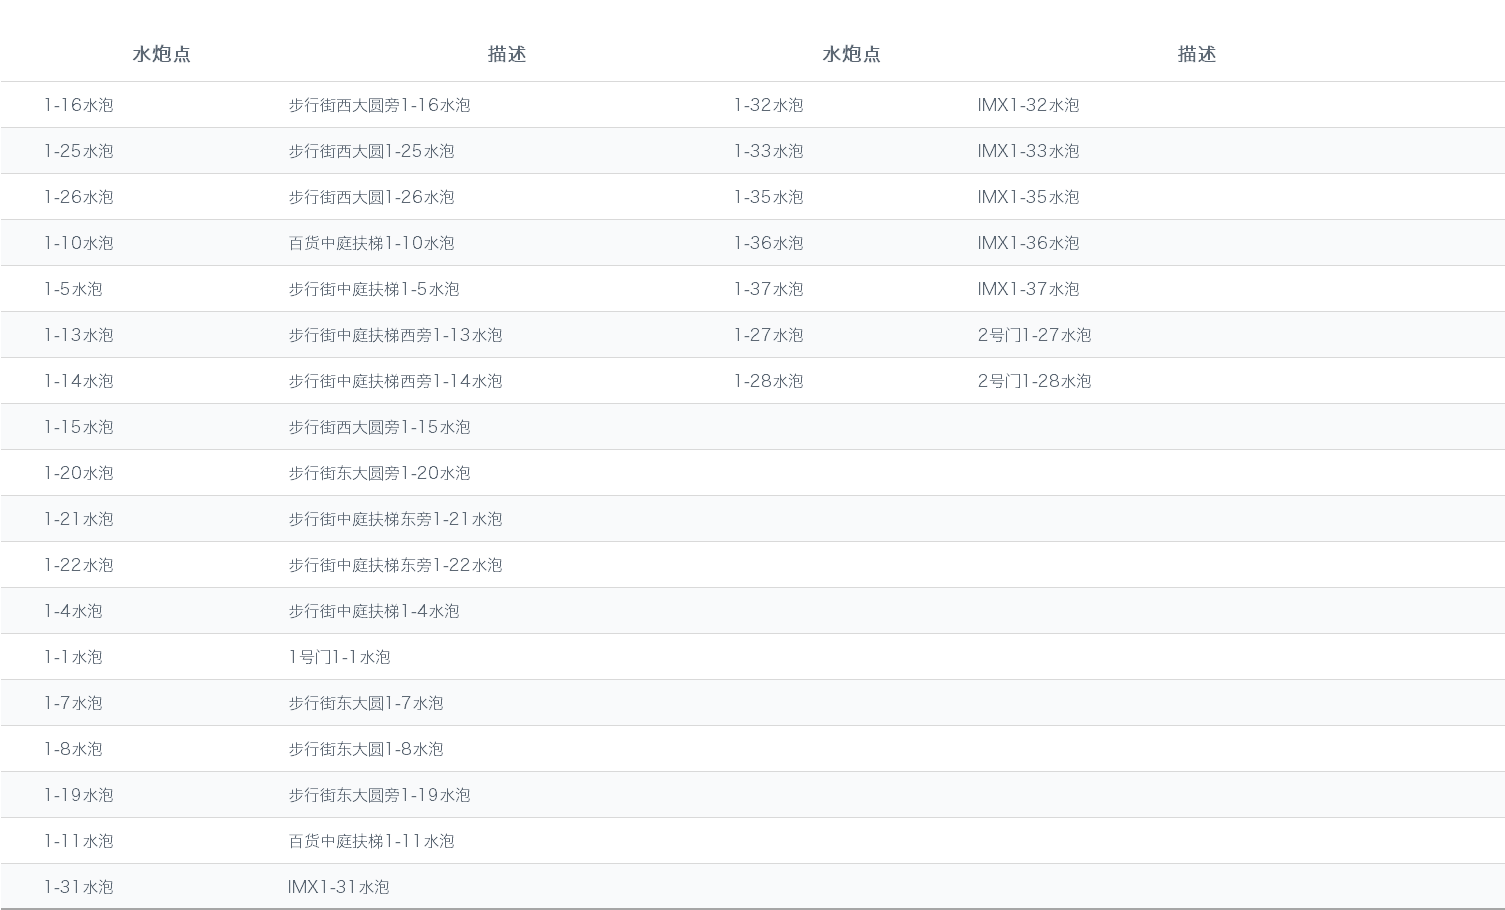 水炮点 描述 水炮点 描述
1-16水泡 步行街西大圆旁1-16水泡 1-32水泡 IMX1-32水泡
1-25水泡 步行街西大圆1-25水泡 1-33水泡 IMX1-33水泡
1-26水泡 步行街西大圆1-26水泡 1-35水泡 IMX1-35水泡
1-10水泡 百货中庭扶梯1-10水泡 1-36水泡 IMX1-36水泡
1-5水泡 步行街中庭扶梯1-5水泡 1-37水泡 IMX1-37水泡
1-13水泡 步行街中庭扶梯西旁1-13水泡 1-27水泡 2号门1-27水泡
1-14水泡 步行街中庭扶梯西旁1-14水泡 1-28水泡 2号门1-28水泡
1-15水泡 步行街西大圆旁1-15水泡
1-20水泡 步行街东大圆旁1-20水泡
1-21水泡 步行街中庭扶梯东旁1-21水泡
1-22水泡 步行街中庭扶梯东旁1-22水泡
1-4水泡 步行街中庭扶梯1-4水泡
1-1水泡 1号门1-1水泡
1-7水泡 步行街东大圆1-7水泡
1-8水泡 步行街东大圆1-8水泡
1-19水泡 步行街东大圆旁1-19水泡
1-11水泡 百货中庭扶梯1-11水泡
1-31水泡 IMX1-31水泡